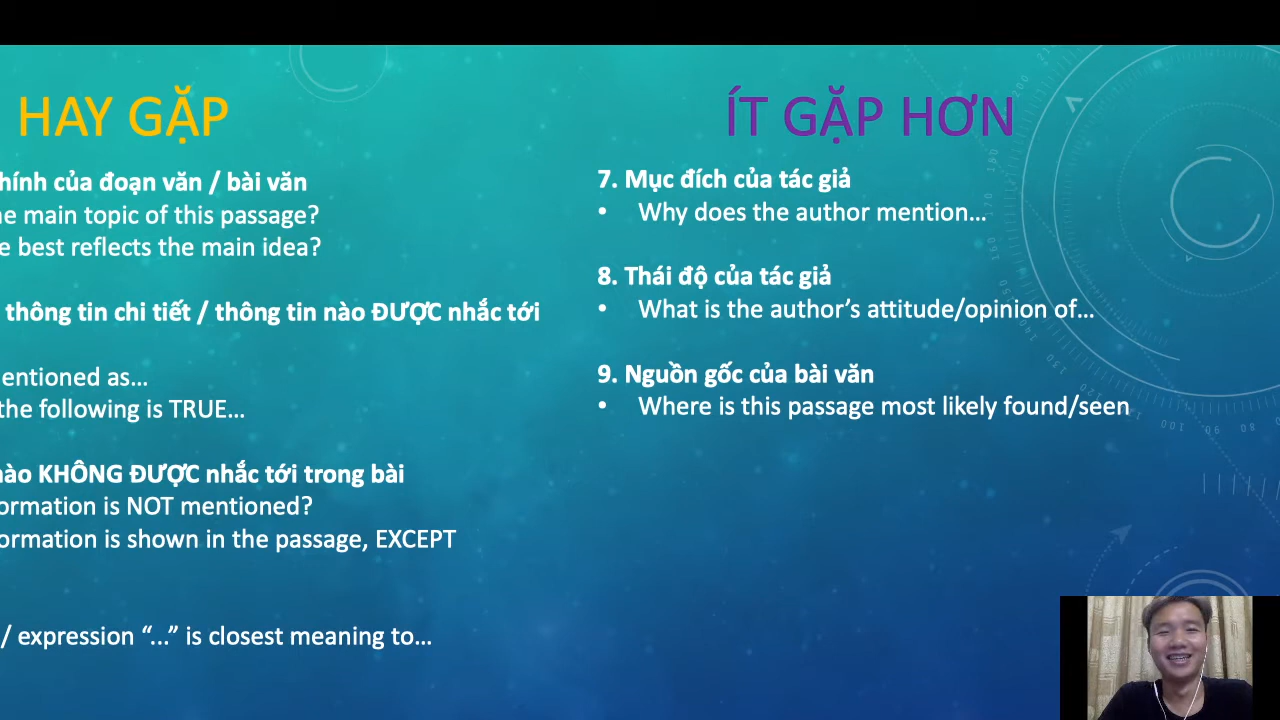 HAY GẶP
hính của đoạn văn / bài văn
ne main topic of this passage?
e best reflects the main idea?
thông tin chi tiết / thông tin nào ĐƯỢC nhắc tới
entioned as...
the following is TRUE...
nào KHÔNG ĐƯỢC nhắc tới trong bài
ormation is NOT mentioned?
ormation is shown in the passage, EXCEPT
/ expression “...” is closest meaning to...
ÍT GẶP HƠN
7. Mục đích của tác giả
• Why does the author mention...
8. Thái độ của tác giả
• What is the author’s attitude/opinion of...
9. Nguồn gốc của bài văn
• Where is this passage most likely found/seen